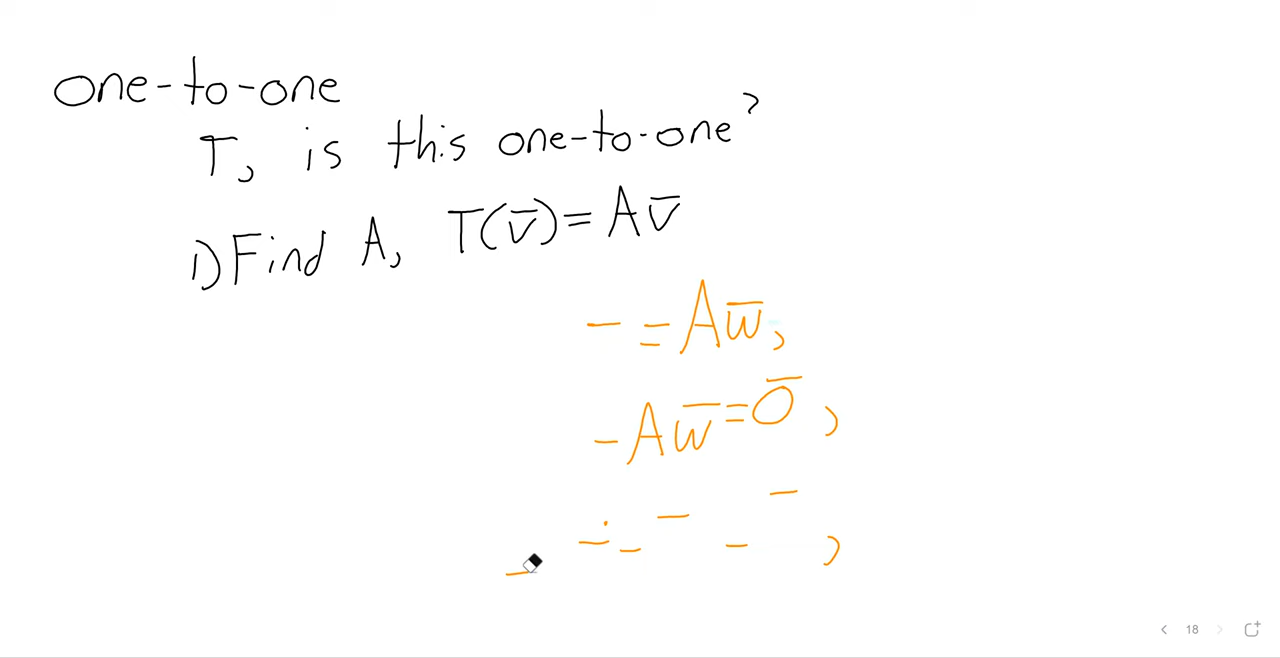 one-to-one
T, is this one-to-one?
1) Find A, T(v̅) = Av̅
- = Aw̅,
- Aw̅ = 0̅ ,
18